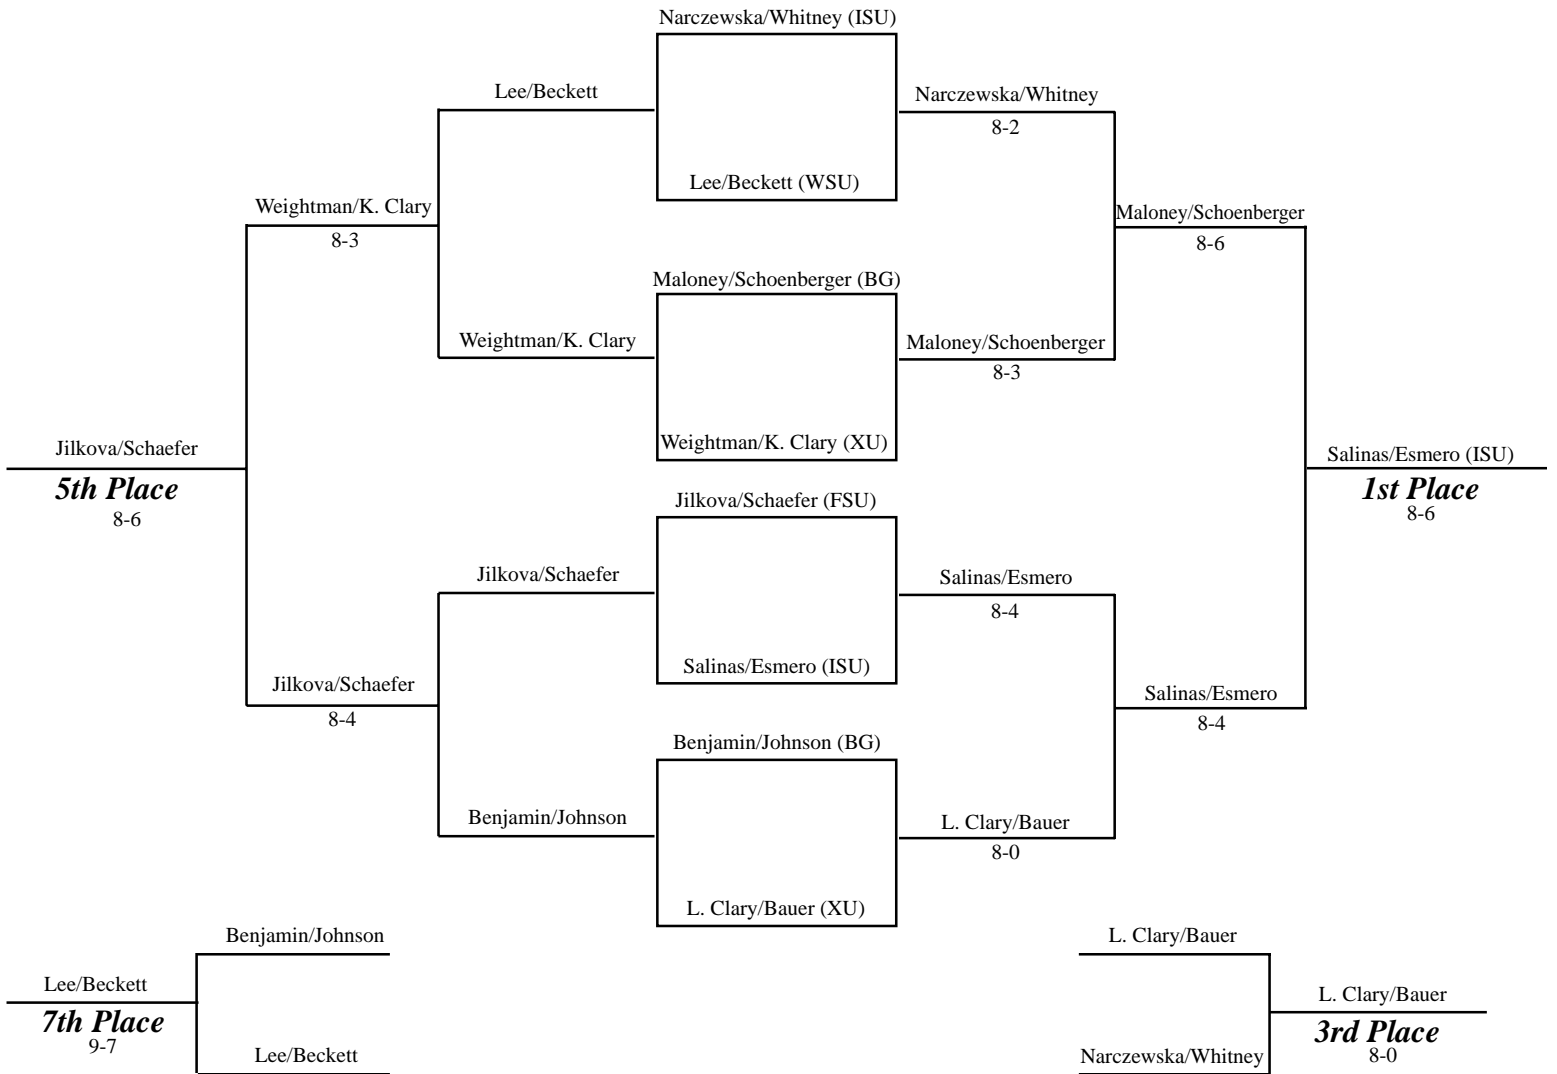 Narczewska/Whitney (ISU)
Lee/Beckett
Narczewska/Whitney
8-2
Lee/Beckett (WSU)
Weightman/K. Clary
8-3
Maloney/Schoenberger
8-6
Maloney/Schoenberger (BG)
Weightman/K. Clary
Maloney/Schoenberger
8-3
Weightman/K. Clary (XU)
Jilkova/Schaefer
5th Place
8-6
Salinas/Esmero (ISU)
1st Place
8-6
Jilkova/Schaefer (FSU)
Jilkova/Schaefer
Salinas/Esmero
8-4
Salinas/Esmero (ISU)
Jilkova/Schaefer
8-4
Salinas/Esmero
8-4
Benjamin/Johnson (BG)
Benjamin/Johnson
L. Clary/Bauer
8-0
L. Clary/Bauer (XU)
Benjamin/Johnson
Lee/Beckett
7th Place
9-7
Lee/Beckett
L. Clary/Bauer
L. Clary/Bauer
3rd Place
8-0
Narczewska/Whitney